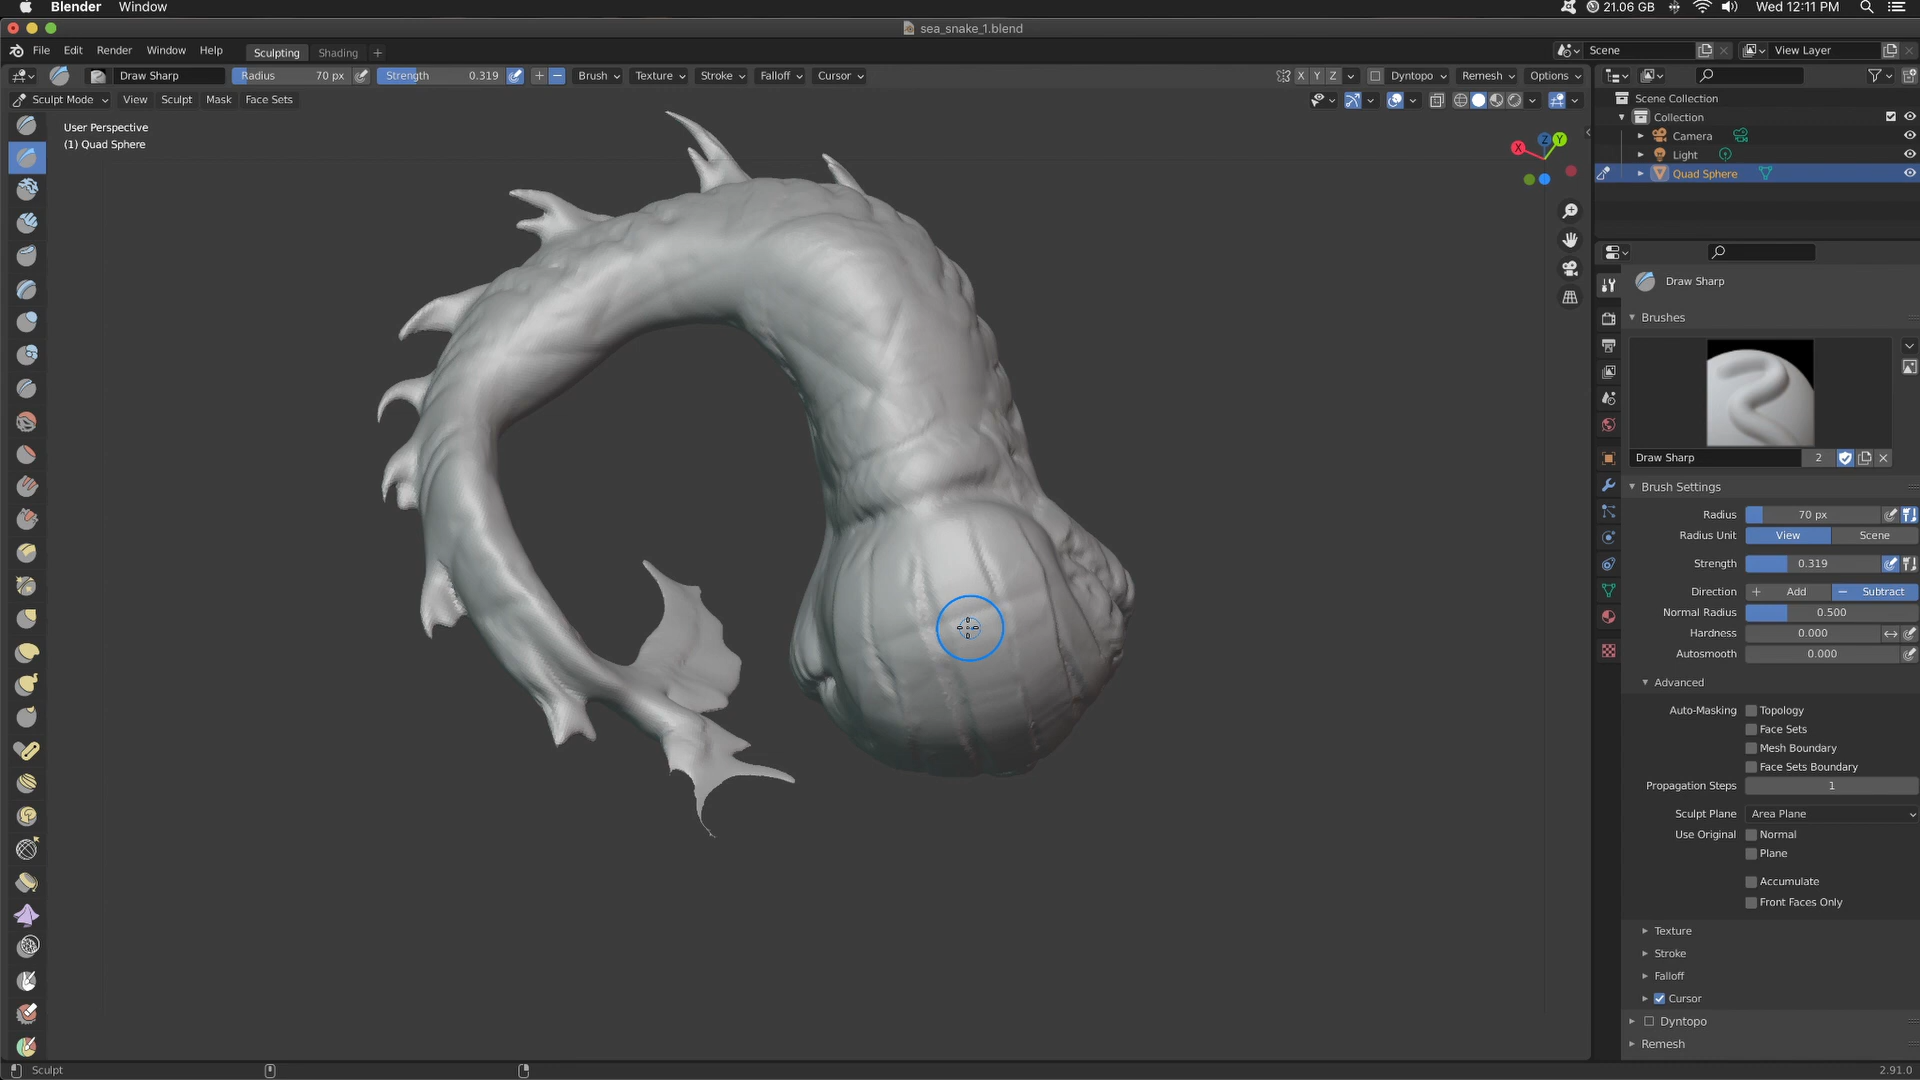 Blender Window 21.06 GB Wed 12:11 PM
sea_snake_1.blend
File Edit Render Window Help Sculpting Shading + Scene View Layer
Draw Sharp Radius 70 px Strength 0.319 Brush Texture Stroke Falloff Cursor X Y Z Dyntopo Remesh Options
Sculpt Mode View Sculpt Mask Face Sets
User Perspective
(1) Quad Sphere
X Z Y
Scene Collection
Collection
Camera
Light
Quad Sphere
Draw Sharp
Brushes
Draw Sharp 2
Brush Settings
Radius 70 px
Radius Unit View Scene
Strength 0.319
Direction + Add − Subtract
Normal Radius 0.500
Hardness 0.000
Autosmooth 0.000
Advanced
Auto-Masking Topology
Face Sets
Mesh Boundary
Face Sets Boundary
Propagation Steps 1
Sculpt Plane Area Plane
Use Original Normal
Plane
Accumulate
Front Faces Only
Texture
Stroke
Falloff
Cursor
Dyntopo
Remesh
Sculpt 2.91.0